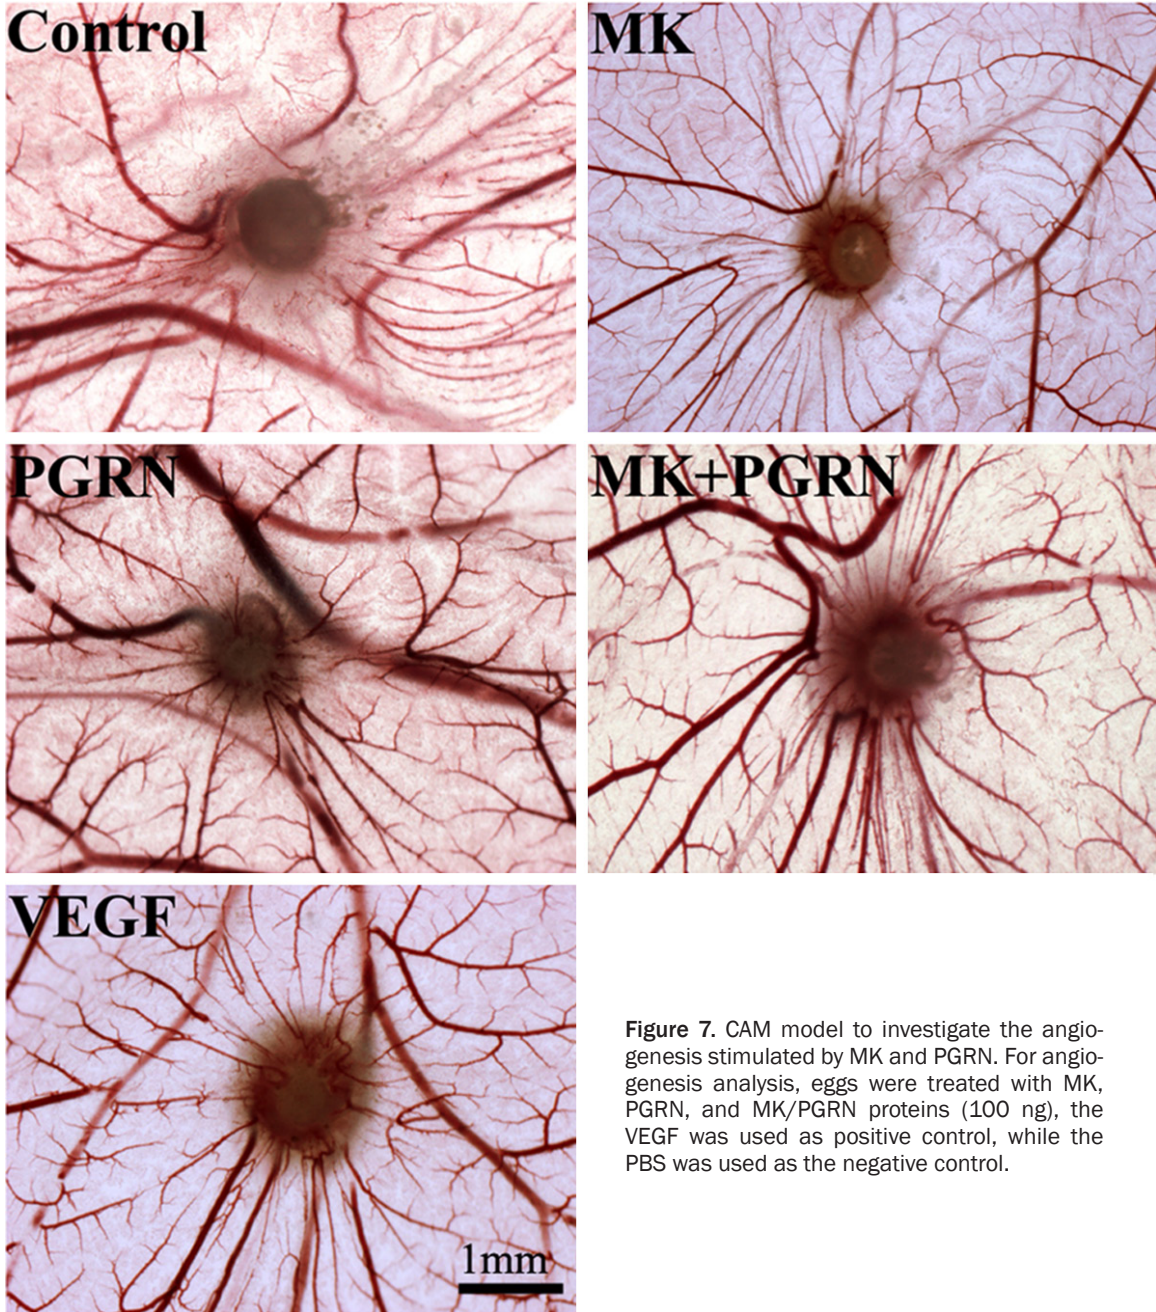 Control
MK
PGRN
MK+PGRN
VEGF
1mm
Figure 7. CAM model to investigate the angio-
genesis stimulated by MK and PGRN. For angio-
genesis analysis, eggs were treated with MK,
PGRN, and MK/PGRN proteins (100 ng), the
VEGF was used as positive control, while the
PBS was used as the negative control.